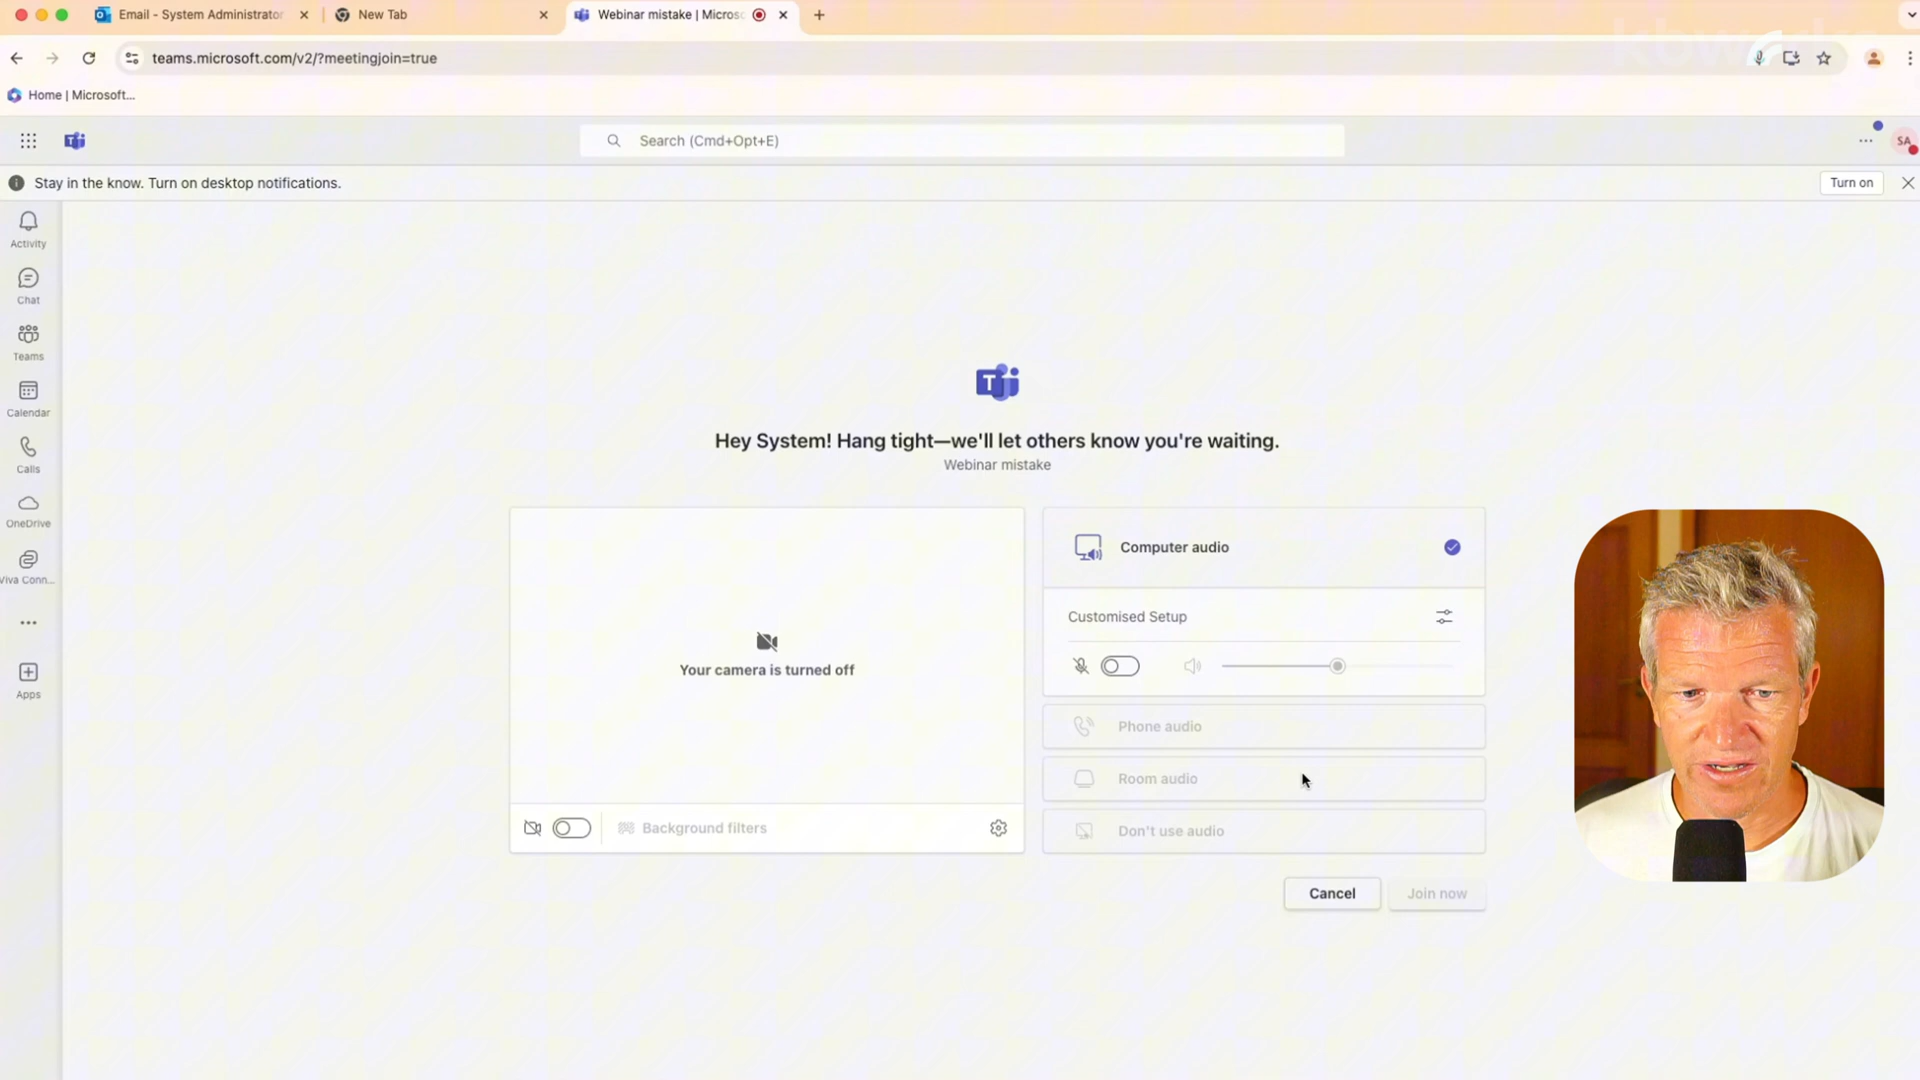 Email - System Administrator
New Tab
Webinar mistake | Micros
teams.microsoft.com/v2/?meetingjoin=true
Home | Microsoft...
Search (Cmd+Opt+E)
SA
Stay in the know. Turn on desktop notifications.
Turn on
Activity
Chat
Teams
Calendar
Calls
OneDrive
Viva Conn...
Apps
T
Hey System! Hang tight—we'll let others know you're waiting.
Webinar mistake
Your camera is turned off
Background filters
Computer audio
Customised Setup
Phone audio
Room audio
Don't use audio
Cancel
Join now